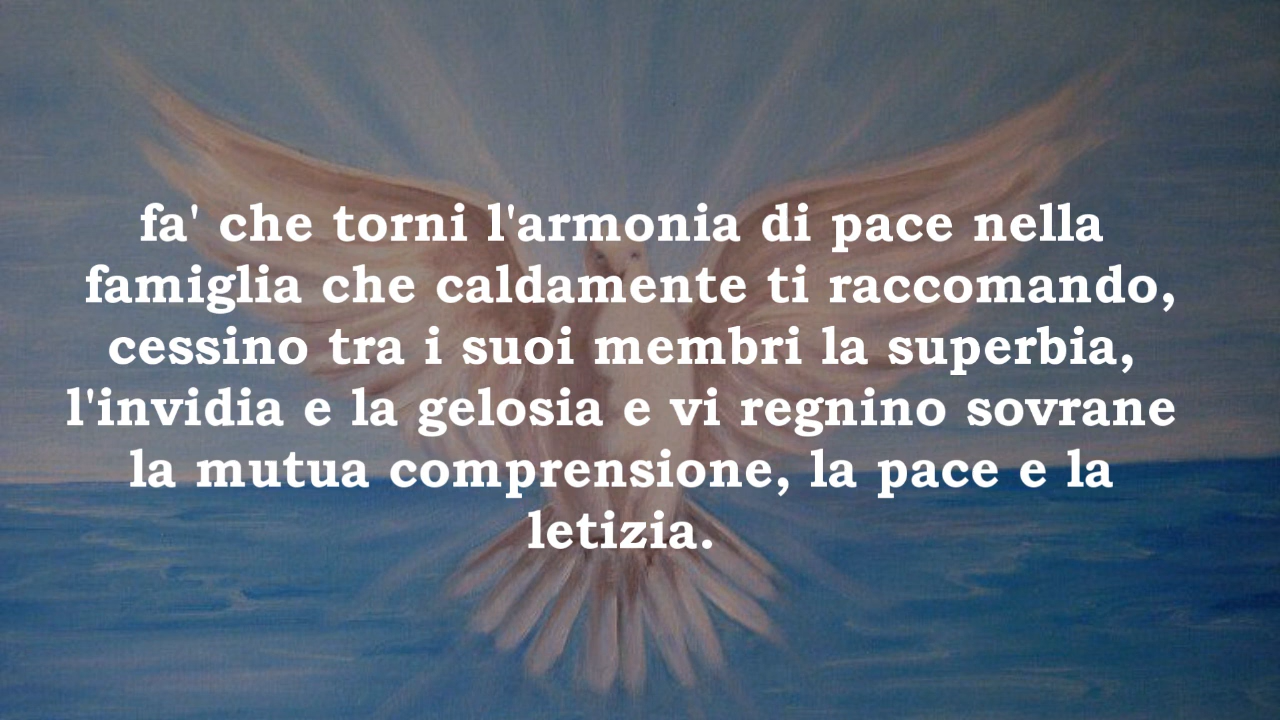 fa' che torni l'armonia di pace nella
famiglia che caldamente ti raccomando,
cessino tra i suoi membri la superbia,
l'invidia e la gelosia e vi regnino sovrane
la mutua comprensione, la pace e la
letizia.